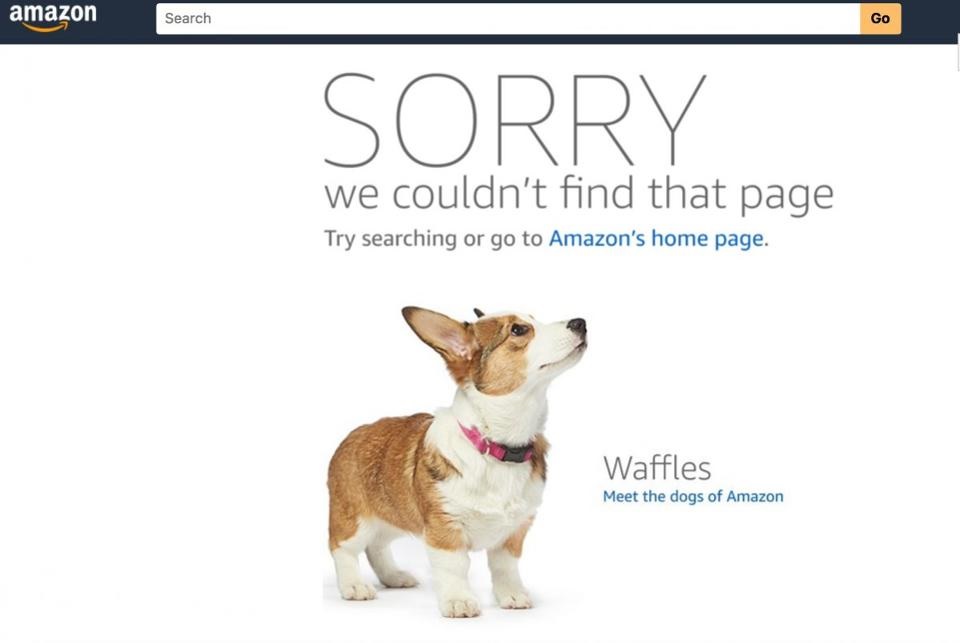 amazon
Search
Go
SORRY
we couldn't find that page
Try searching or go to Amazon's home page.
Waffles
Meet the dogs of Amazon